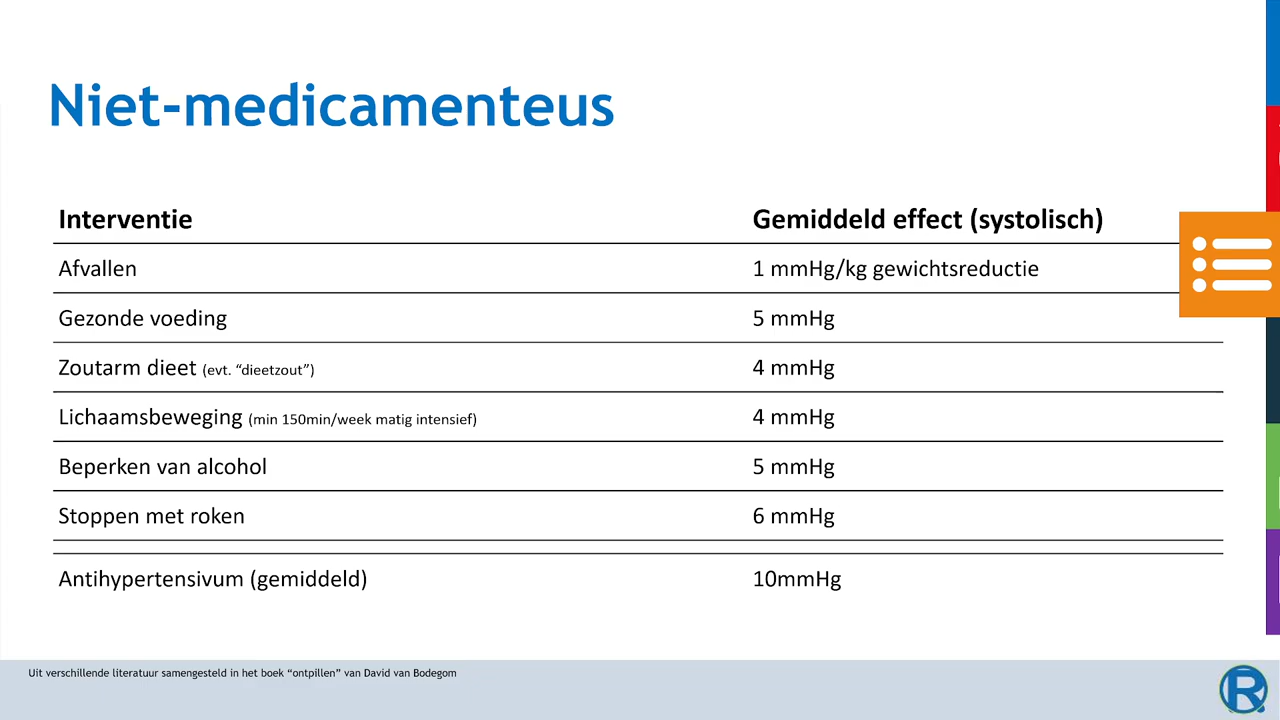 Niet-medicamenteus
Interventie Gemiddeld effect (systolisch)
Afvallen 1 mmHg/kg gewichtsreductie
Gezonde voeding 5 mmHg
Zoutarm dieet (evt. “dieetzout”) 4 mmHg
Lichaamsbeweging (min 150min/week matig intensief) 4 mmHg
Beperken van alcohol 5 mmHg
Stoppen met roken 6 mmHg
Antihypertensivum (gemiddeld) 10mmHg
Uit verschillende literatuur samengesteld in het boek “ontpillen” van David van Bodegom
R